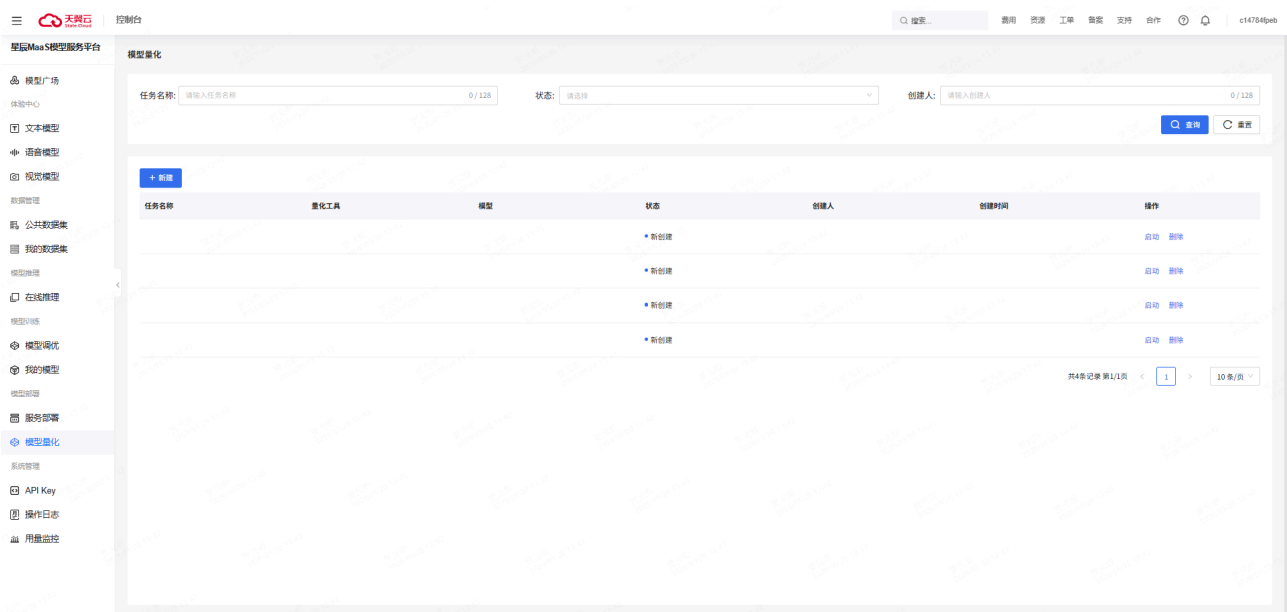 天翼云 State Cloud 控制台 搜索... 费用 资源 工单 备案 支持 合作 c14784fpeb
星辰MaaS模型服务平台
模型广场
体验中心
文本模型
语音模型
视觉模型
数据管理
公共数据集
我的数据集
模型推理
在线推理
模型训练
模型调优
我的模型
模型部署
服务部署
模型量化
系统管理
API Key
操作日志
用量监控
模型量化
任务名称: 请输入任务名称 0 / 128 状态: 请选择 创建人: 请输入创建人 0 / 128
查询 重置
+ 新建
任务名称 量化工具 模型 状态 创建人 创建时间 操作
新创建 启动 删除
新创建 启动 删除
新创建 启动 删除
新创建 启动 删除
共4条记录 第1/1页 < 1 > 10 条/页